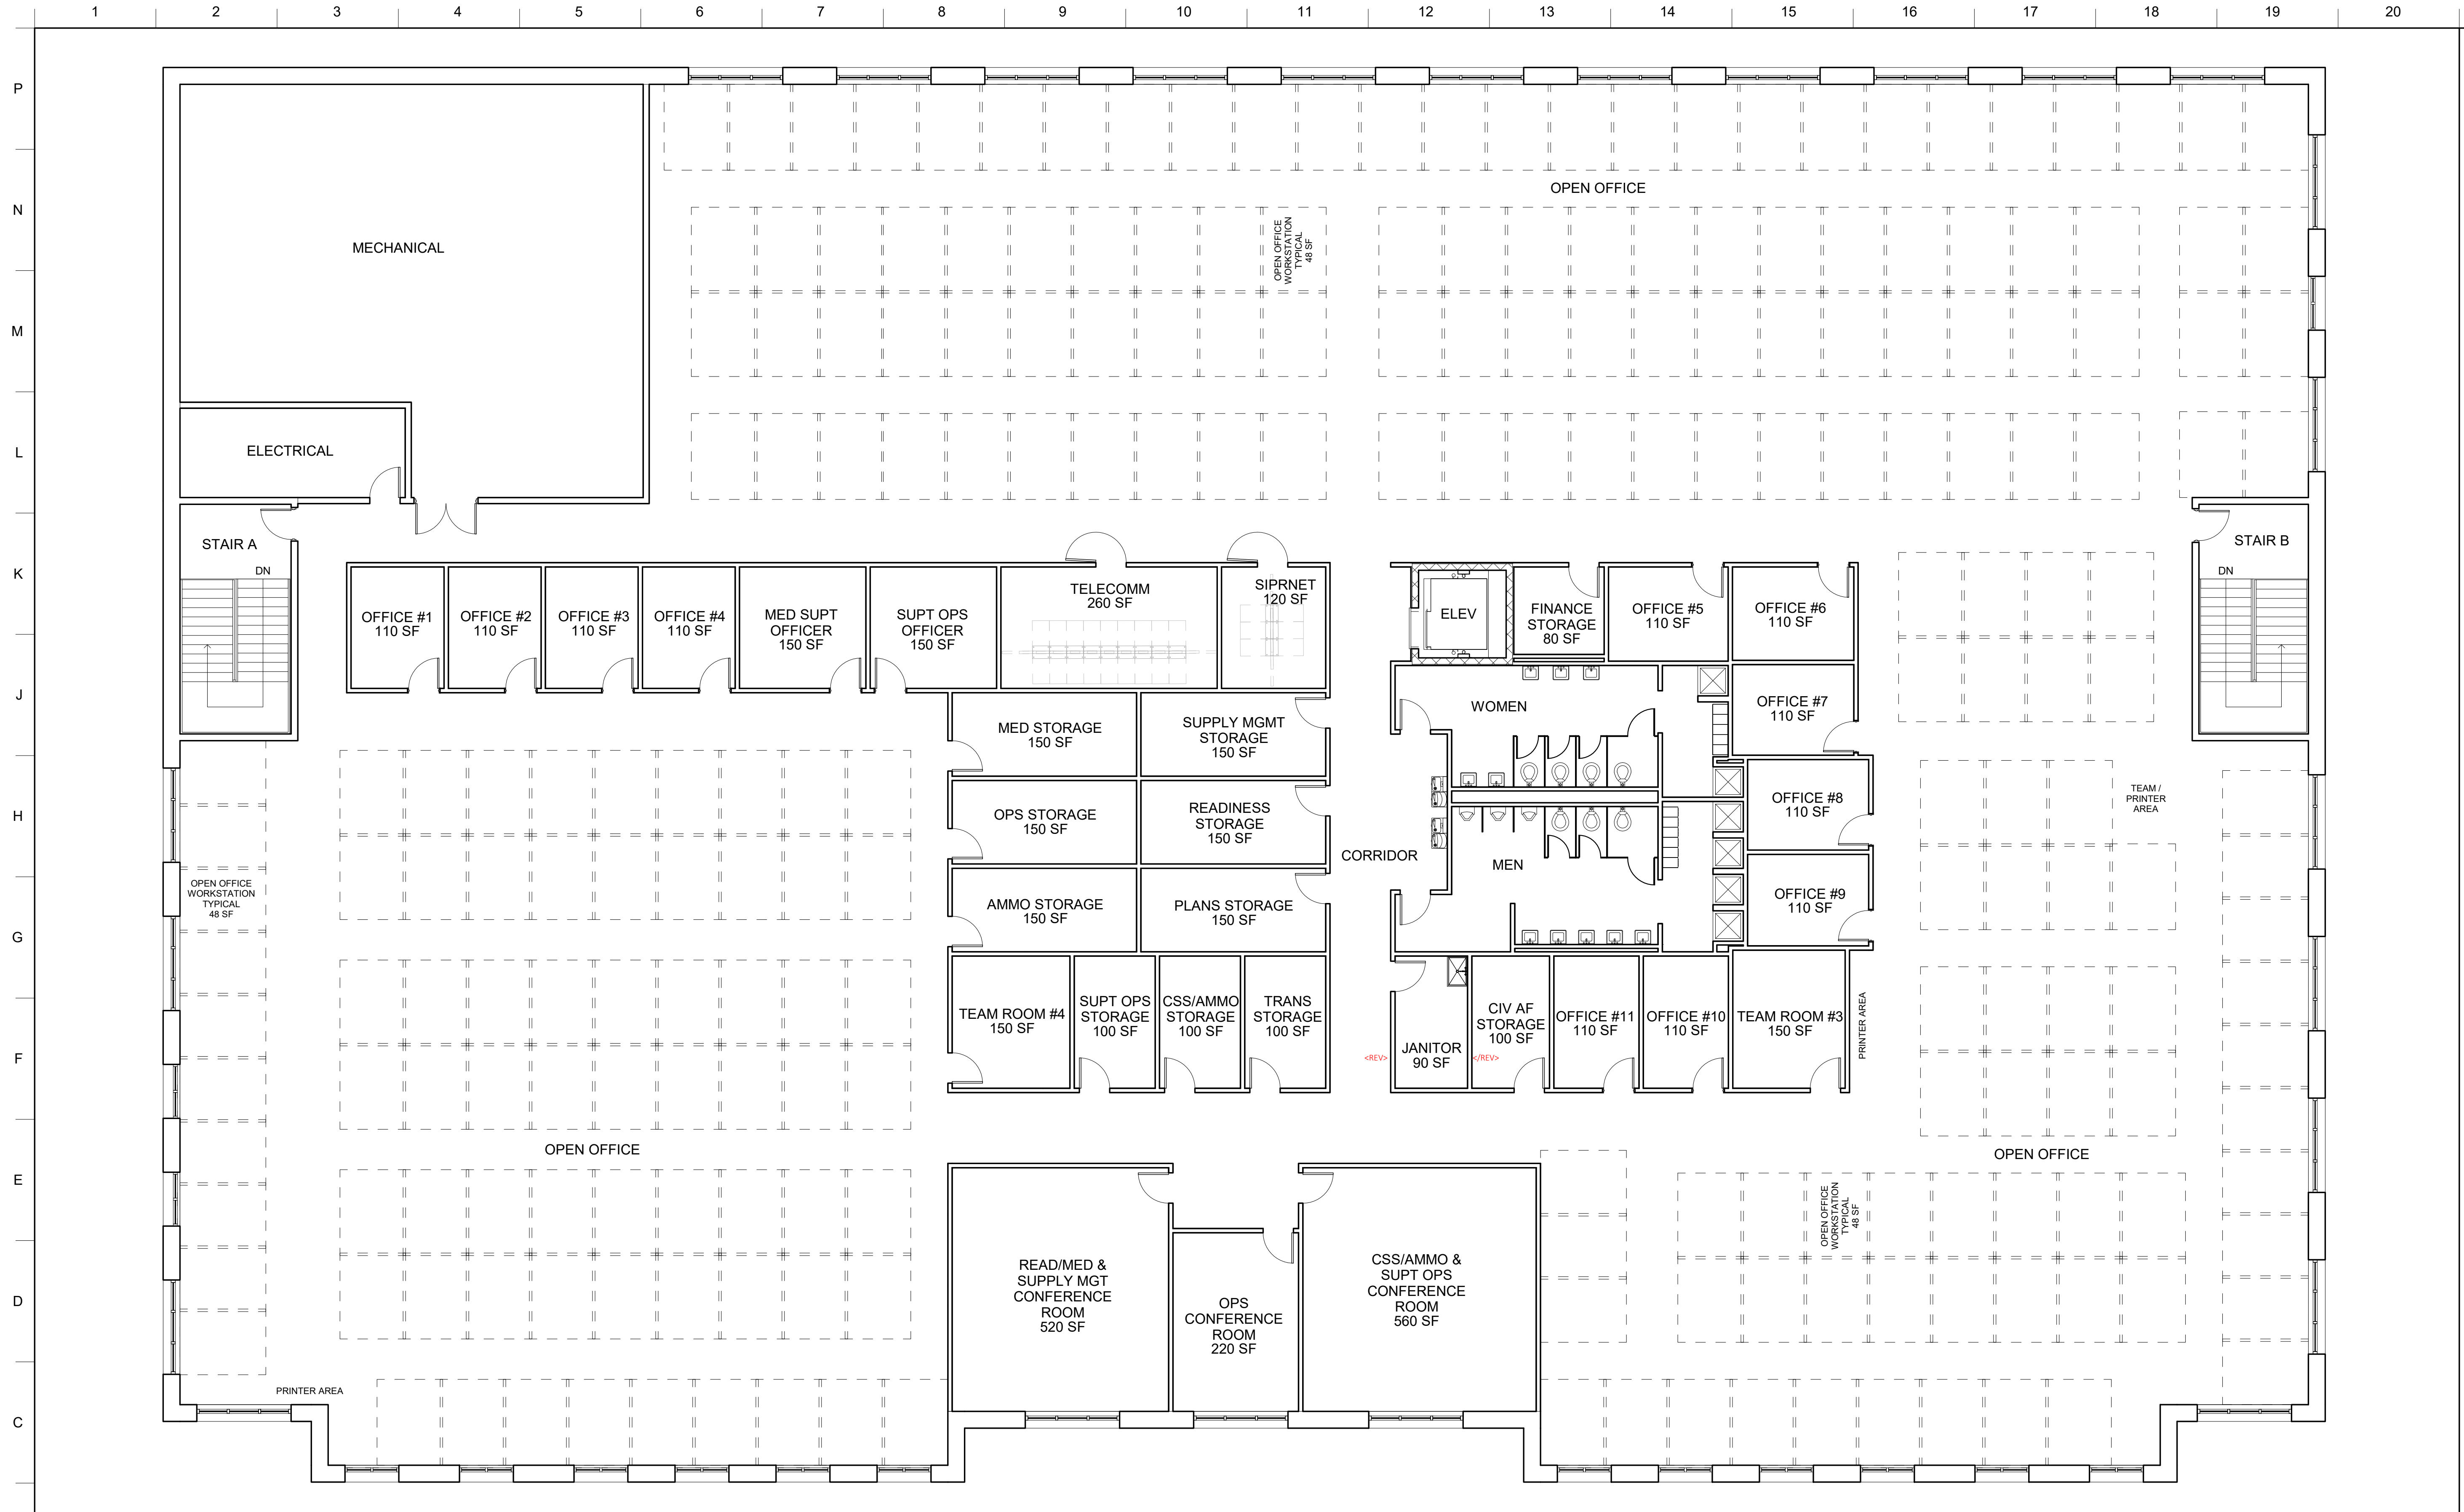 1 2 3 4 5 6 7 8 9 10 11 12 13 14 15 16 17 18 19 20
P
N
M
L
K
J
H
G
F
E
D
C
MECHANICAL
OPEN OFFICE
OPEN OFFICE
WORKSTATION
TYPICAL
48 SF
ELECTRICAL
STAIR A
DN
STAIR B
DN
OFFICE #1
110 SF
OFFICE #2
110 SF
OFFICE #3
110 SF
OFFICE #4
110 SF
MED SUPT
OFFICER
150 SF
SUPT OPS
OFFICER
150 SF
TELECOMM
260 SF
SIPRNET
120 SF
ELEV
FINANCE
STORAGE
80 SF
OFFICE #5
110 SF
OFFICE #6
110 SF
MED STORAGE
150 SF
SUPPLY MGMT
STORAGE
150 SF
WOMEN
OFFICE #7
110 SF
OPS STORAGE
150 SF
READINESS
STORAGE
150 SF
OFFICE #8
110 SF
TEAM /
PRINTER
AREA
CORRIDOR
MEN
OPEN OFFICE
WORKSTATION
TYPICAL
48 SF
AMMO STORAGE
150 SF
PLANS STORAGE
150 SF
OFFICE #9
110 SF
TEAM ROOM #4
150 SF
SUPT OPS
STORAGE
100 SF
CSS/AMMO
STORAGE
100 SF
TRANS
STORAGE
100 SF
<REV>
JANITOR
90 SF
</REV>
CIV AF
STORAGE
100 SF
OFFICE #11
110 SF
OFFICE #10
110 SF
TEAM ROOM #3
150 SF
PRINTER AREA
OPEN OFFICE
OPEN OFFICE
OPEN OFFICE
WORKSTATION
TYPICAL
48 SF
READ/MED &
SUPPLY MGT
CONFERENCE
ROOM
520 SF
OPS
CONFERENCE
ROOM
220 SF
CSS/AMMO &
SUPT OPS
CONFERENCE
ROOM
560 SF
PRINTER AREA